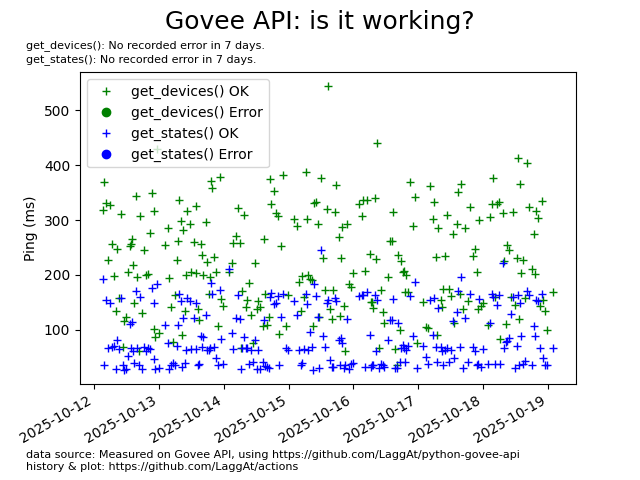 Govee API: is it working?
get_devices(): No recorded error in 7 days.
get_states(): No recorded error in 7 days.
get_devices() OK
get_devices() Error
get_states() OK
get_states() Error
Ping (ms)
500
400
300
200
100
2025-10-12
2025-10-13
2025-10-14
2025-10-15
2025-10-16
2025-10-17
2025-10-18
2025-10-19
data source: Measured on Govee API, using https://github.com/LaggAt/python-govee-api
history & plot: https://github.com/LaggAt/actions